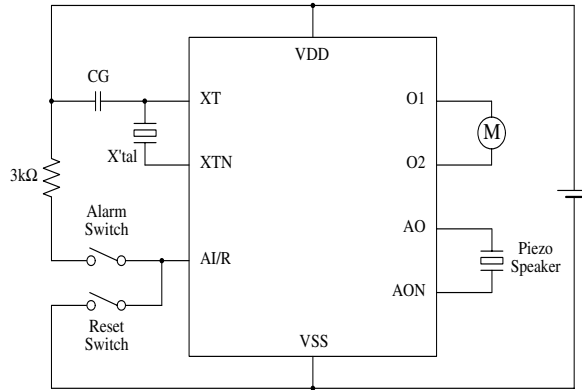 VDD
CG
XT
O1
M
X'tal
XTN
O2
3kΩ
Alarm
Switch
AO
Piezo
Speaker
AI/R
AON
Reset
Switch
VSS